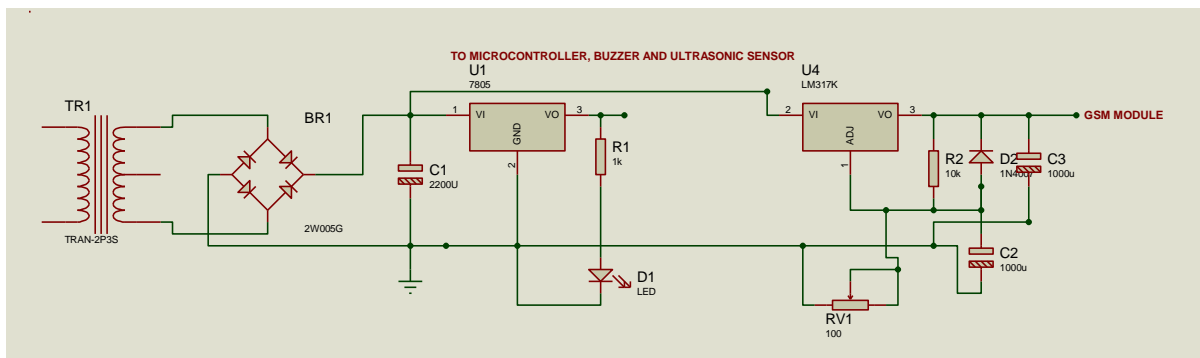 TO MICROCONTROLLER, BUZZER AND ULTRASONIC SENSOR
TR1
TRAN-2P3S
BR1
2W005G
C1
2200U
U1
7805
1
VI
VO
3
GND
2
R1
1k
D1
LED
U4
LM317K
2
VI
VO
3
ADJ
1
GSM MODULE
R2
10k
D2
C3
1000u
C2
1000u
RV1
100